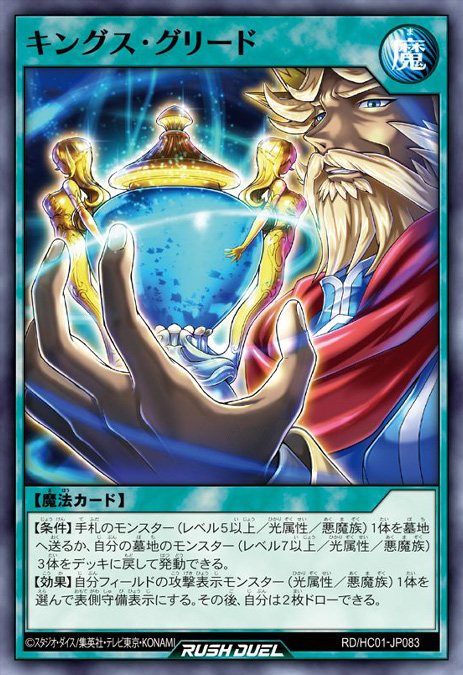 キングス・グリード
魔
【魔法カード】
【条件】手札のモンスター（レベル5以上／光属性／悪魔族）1体を墓地
へ送るか、自分の墓地のモンスター（レベル7以上／光属性／悪魔族）
3体をデッキに戻して発動できる。
【効果】自分フィールドの攻撃表示モンスター（光属性／悪魔族）1体を
選んで表側守備表示にする。その後、自分は2枚ドローできる。
©スタジオ・ダイス/集英社・テレビ東京・KONAMI
RUSH DUEL
RD/HC01-JP083